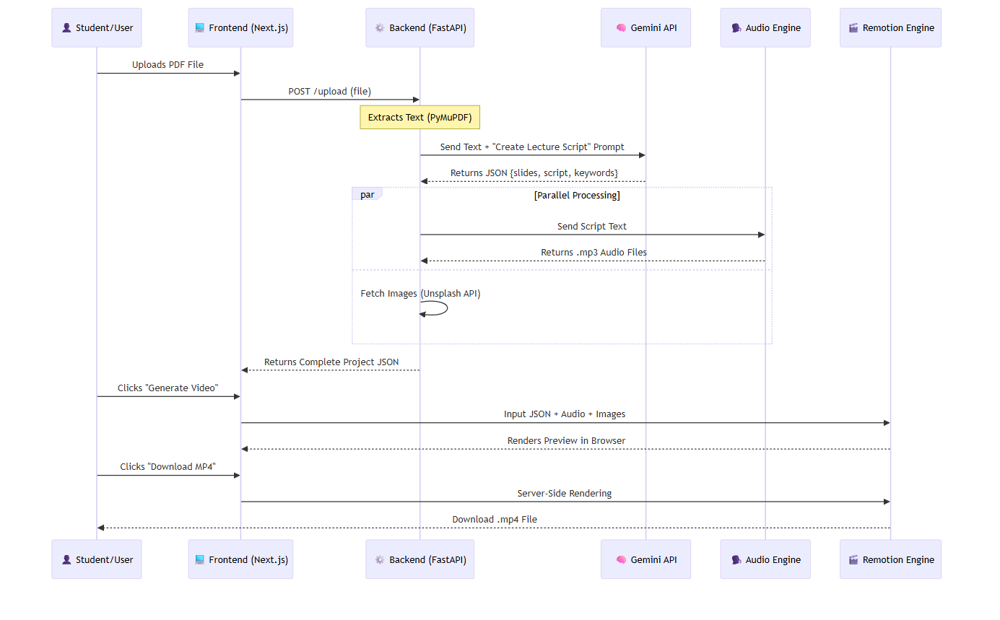 Student/User
Frontend (Next.js)
Backend (FastAPI)
Gemini API
Audio Engine
Remotion Engine
Uploads PDF File
POST /upload (file)
Extracts Text (PyMuPDF)
Send Text + "Create Lecture Script" Prompt
Returns JSON {slides, script, keywords}
par
[Parallel Processing]
Send Script Text
Returns .mp3 Audio Files
Fetch Images (Unsplash API)
Returns Complete Project JSON
Clicks "Generate Video"
Input JSON + Audio + Images
Renders Preview in Browser
Clicks "Download MP4"
Server-Side Rendering
Download .mp4 File
Student/User
Frontend (Next.js)
Backend (FastAPI)
Gemini API
Audio Engine
Remotion Engine